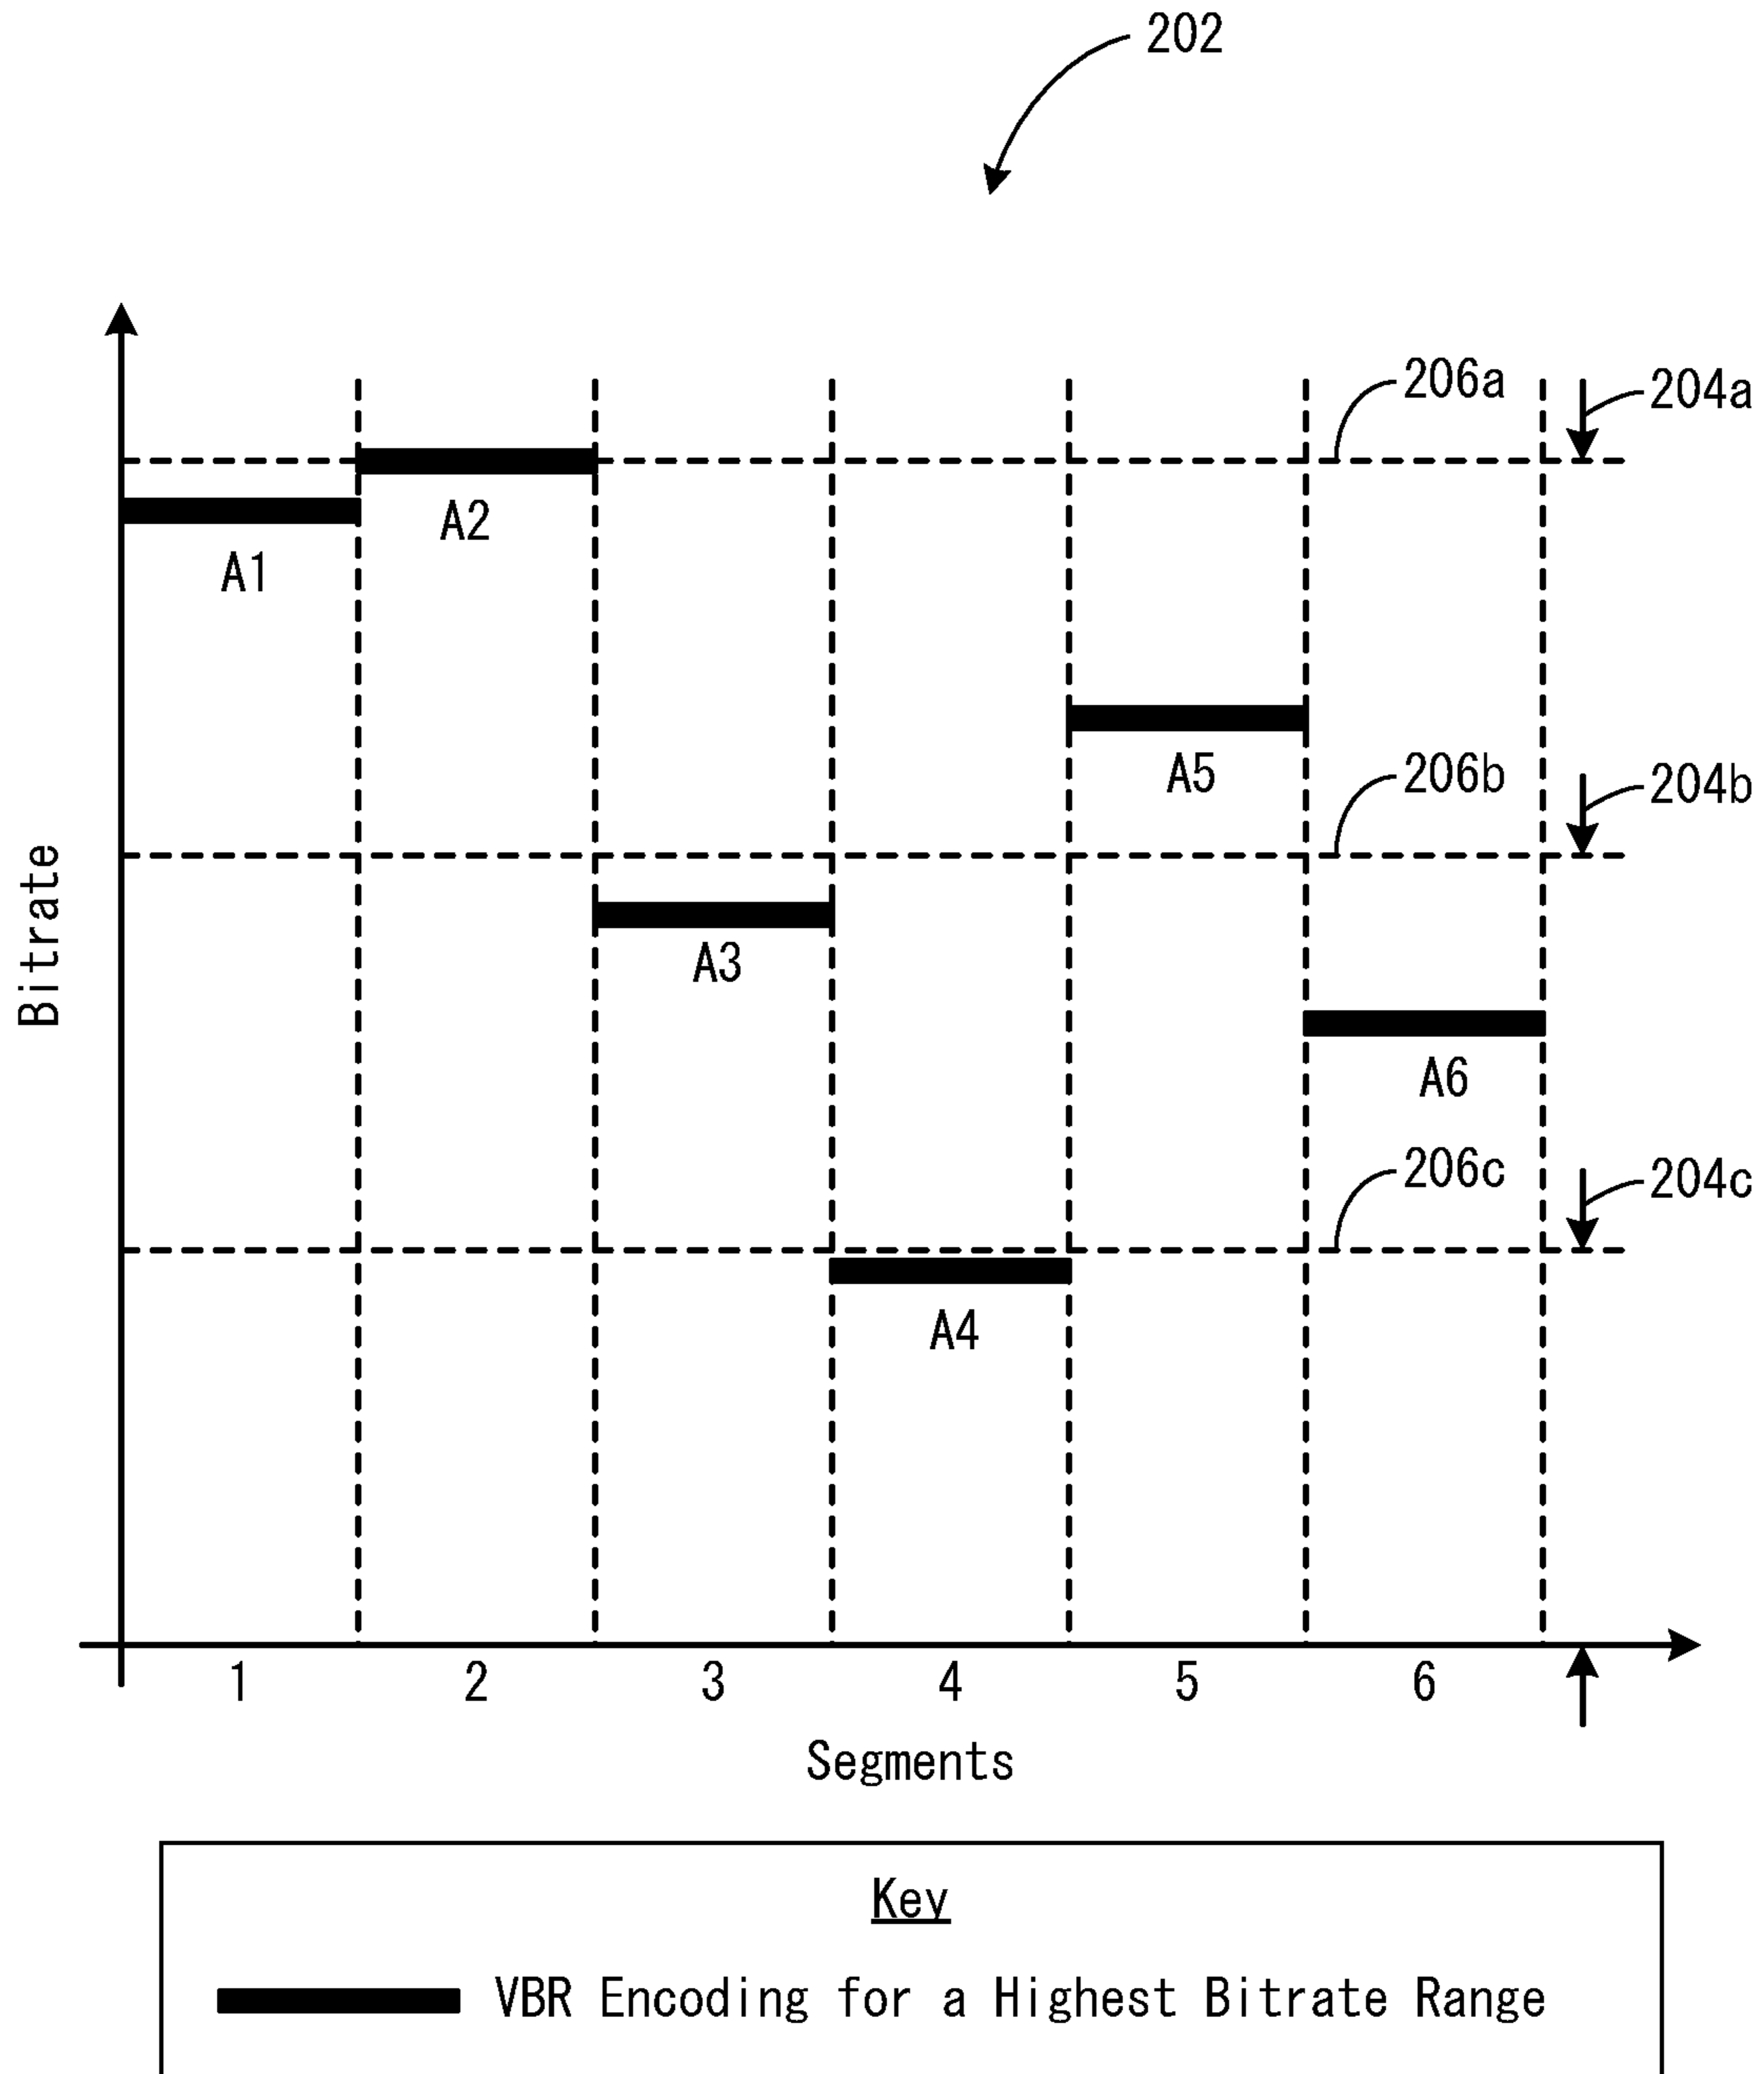 202
206a
204a
A2
A1
A5
206b
204b
Bitrate
A3
A6
206c
204c
A4
1 2 3 4 5 6
Segments
Key
VBR Encoding for a Highest Bitrate Range